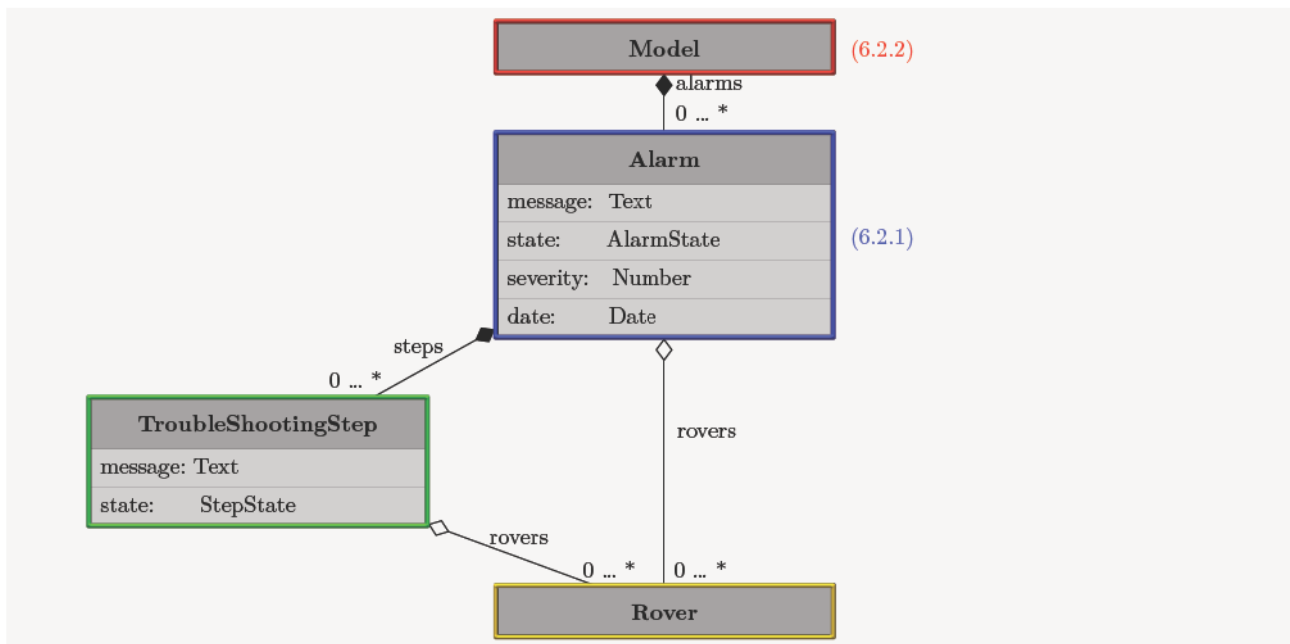 Model (6.2.2)
alarms
0 ... *
Alarm
message: Text
state: AlarmState (6.2.1)
severity: Number
date: Date
steps
0 ... *
TroubleShootingStep
rovers
message: Text
state: StepState
rovers
0 ... * 0 ... *
Rover